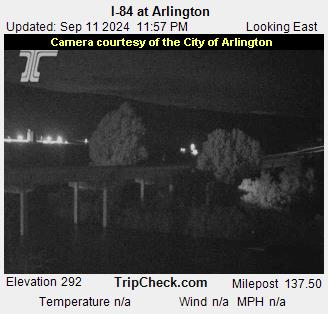 I-84 at Arlington
Updated: Sep 11 2024 11:57 PM Looking East
Camera courtesy of the City of Arlington
Elevation 292 TripCheck.com Milepost 137.50
Temperature n/a Wind n/a MPH n/a